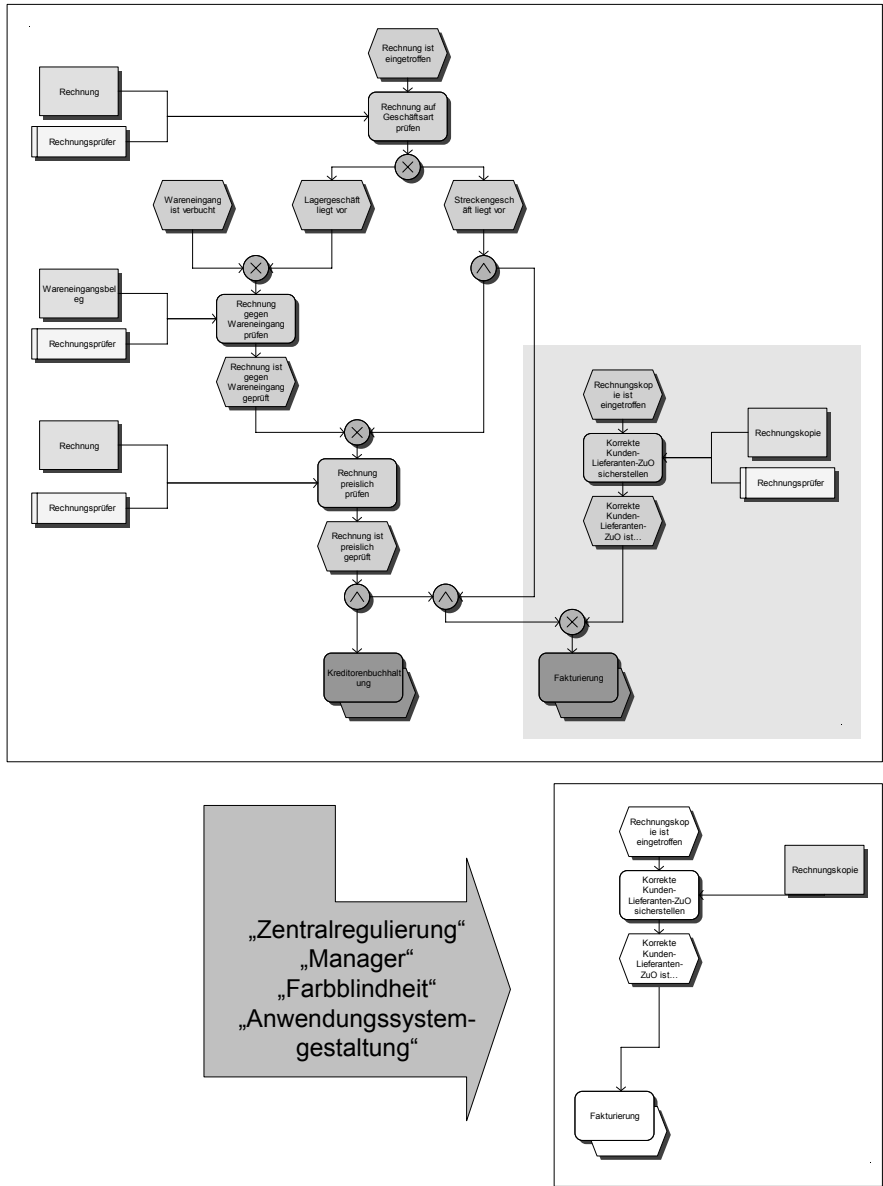 Rechnung ist
eingetroffen
Rechnung
Rechnungsprüfer
Rechnung auf
Geschäftsart
prüfen
Wareneingang
ist verbucht
Lagergeschäft
liegt vor
Streckengesch
äft liegt vor
Wareneingangsbel
eg
Rechnungsprüfer
Rechnung
gegen
Wareneingang
prüfen
Rechnung ist
gegen
Wareneingang
geprüft
Rechnungskop
ie ist
eingetroffen
Rechnung
Rechnungsprüfer
Rechnung
preislich
prüfen
Korrekte
Kunden-
Lieferanten-ZuO
sicherstellen
Rechnungskopie
Rechnungsprüfer
Rechnung ist
preislich
geprüft
Korrekte
Kunden-
Lieferanten-
ZuO ist...
Kreditorenbuchhalt
ung
Fakturierung
„Zentralregulierung“
„Manager“
„Farbblindheit“
„Anwendungssystem-
gestaltung“
Rechnungskop
ie ist
eingetroffen
Korrekte
Kunden-
Lieferanten-ZuO
sicherstellen
Rechnungskopie
Korrekte
Kunden-
Lieferanten-
ZuO ist...
Fakturierung